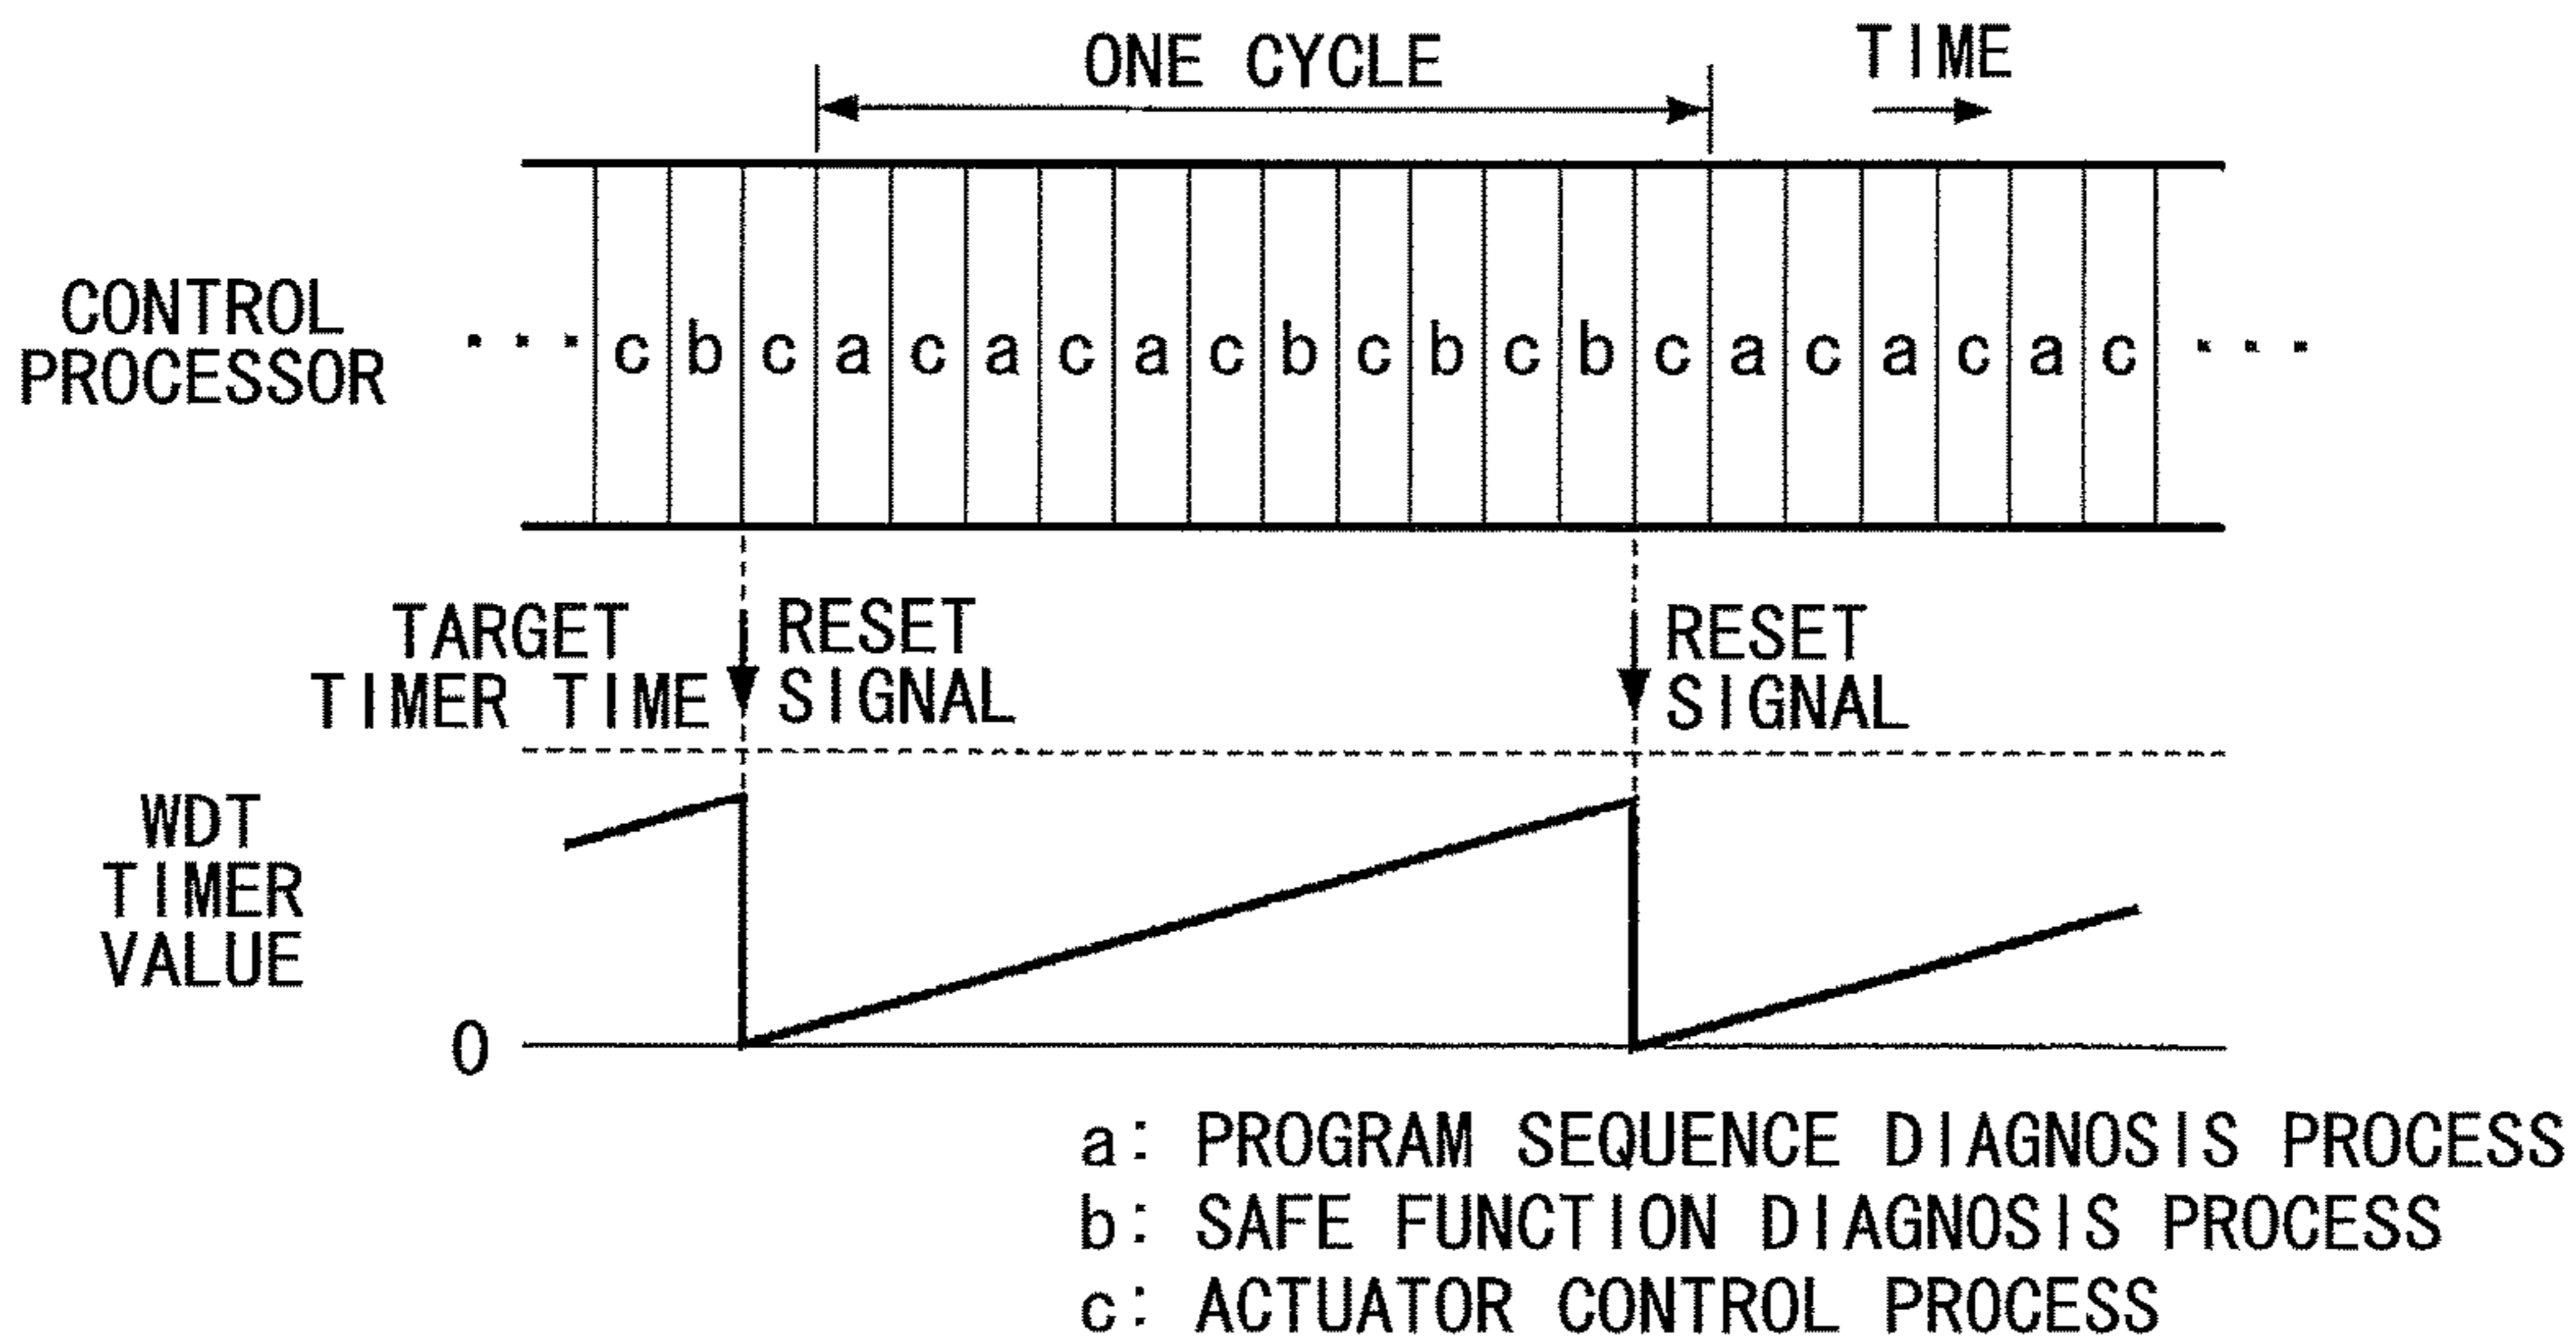 ONE CYCLE
TIME
CONTROL
PROCESSOR
··· c b c a c a c a c b c b c b c a c a c a c ···
TARGET
TIMER TIME
RESET
SIGNAL
RESET
SIGNAL
WDT
TIMER
VALUE
0
a: PROGRAM SEQUENCE DIAGNOSIS PROCESS
b: SAFE FUNCTION DIAGNOSIS PROCESS
c: ACTUATOR CONTROL PROCESS